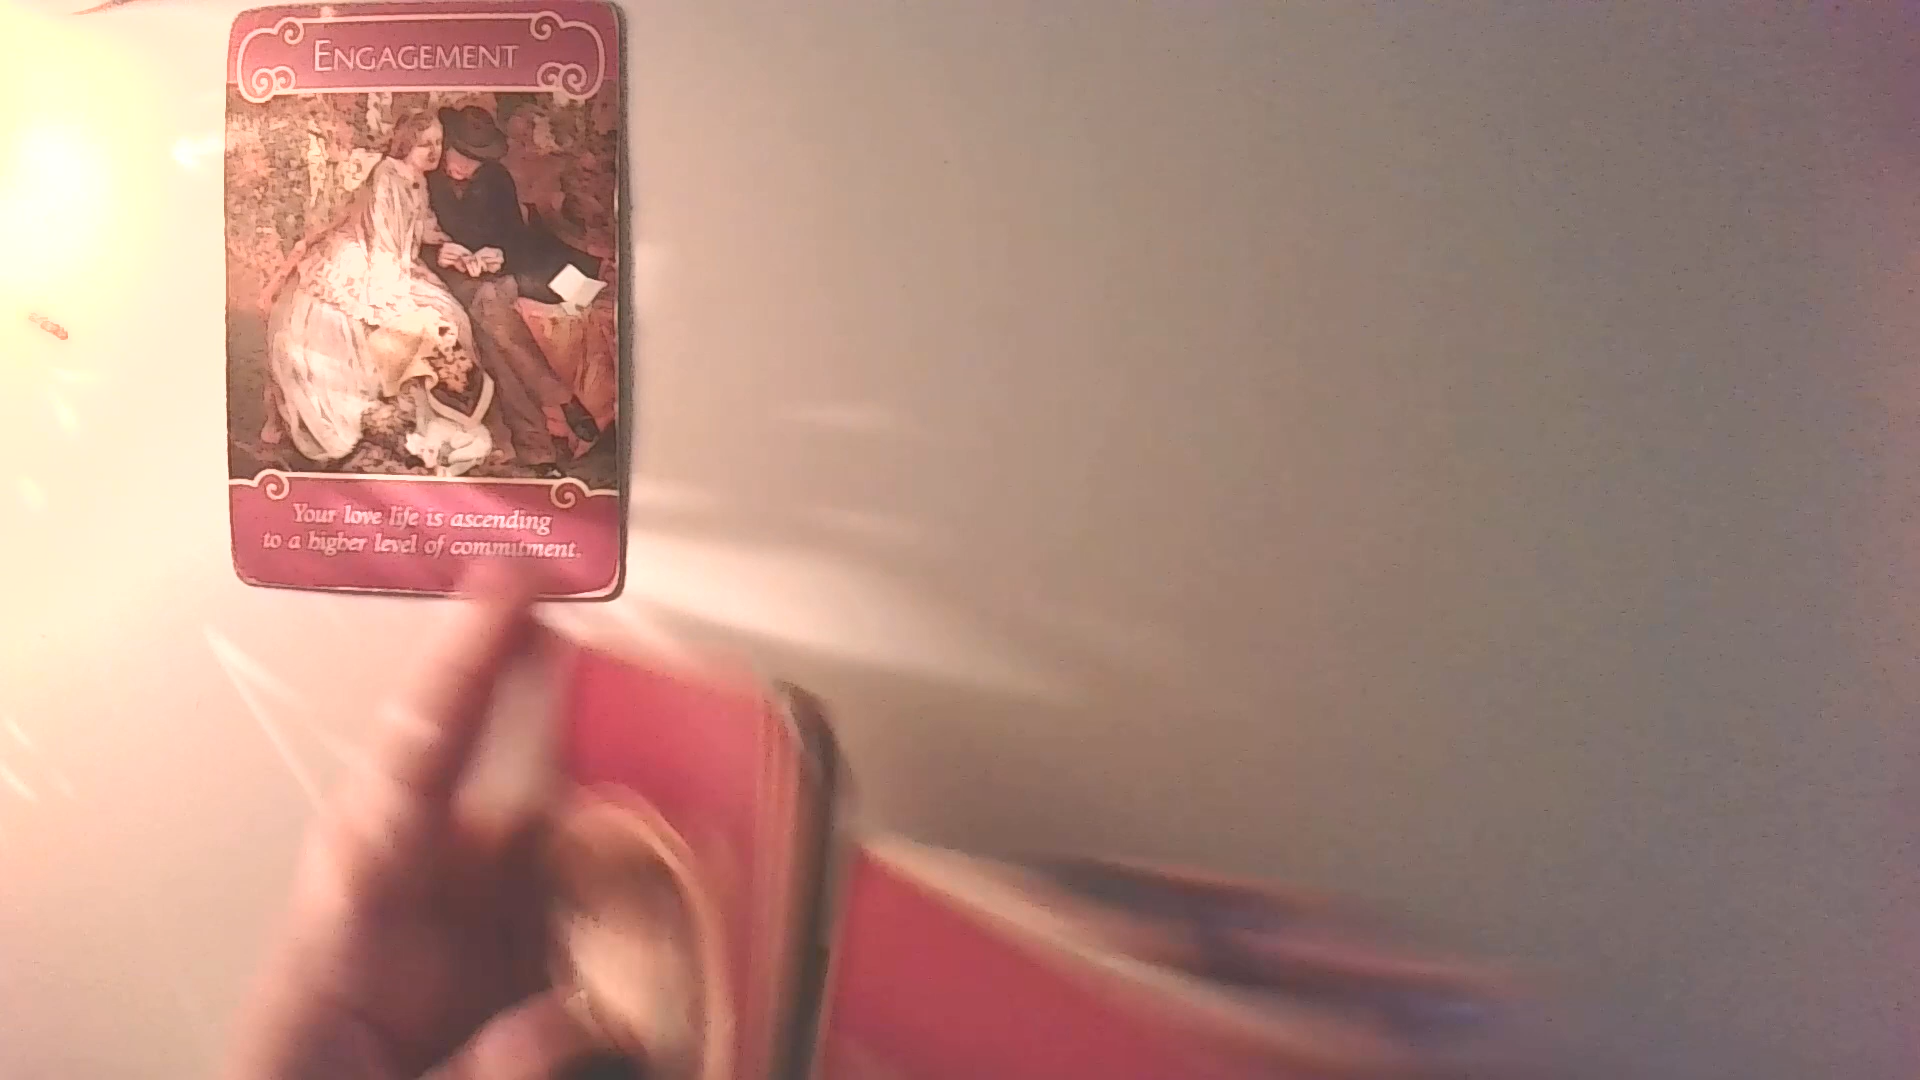 ENGAGEMENT
Your love life is ascending
to a higher level of commitment.